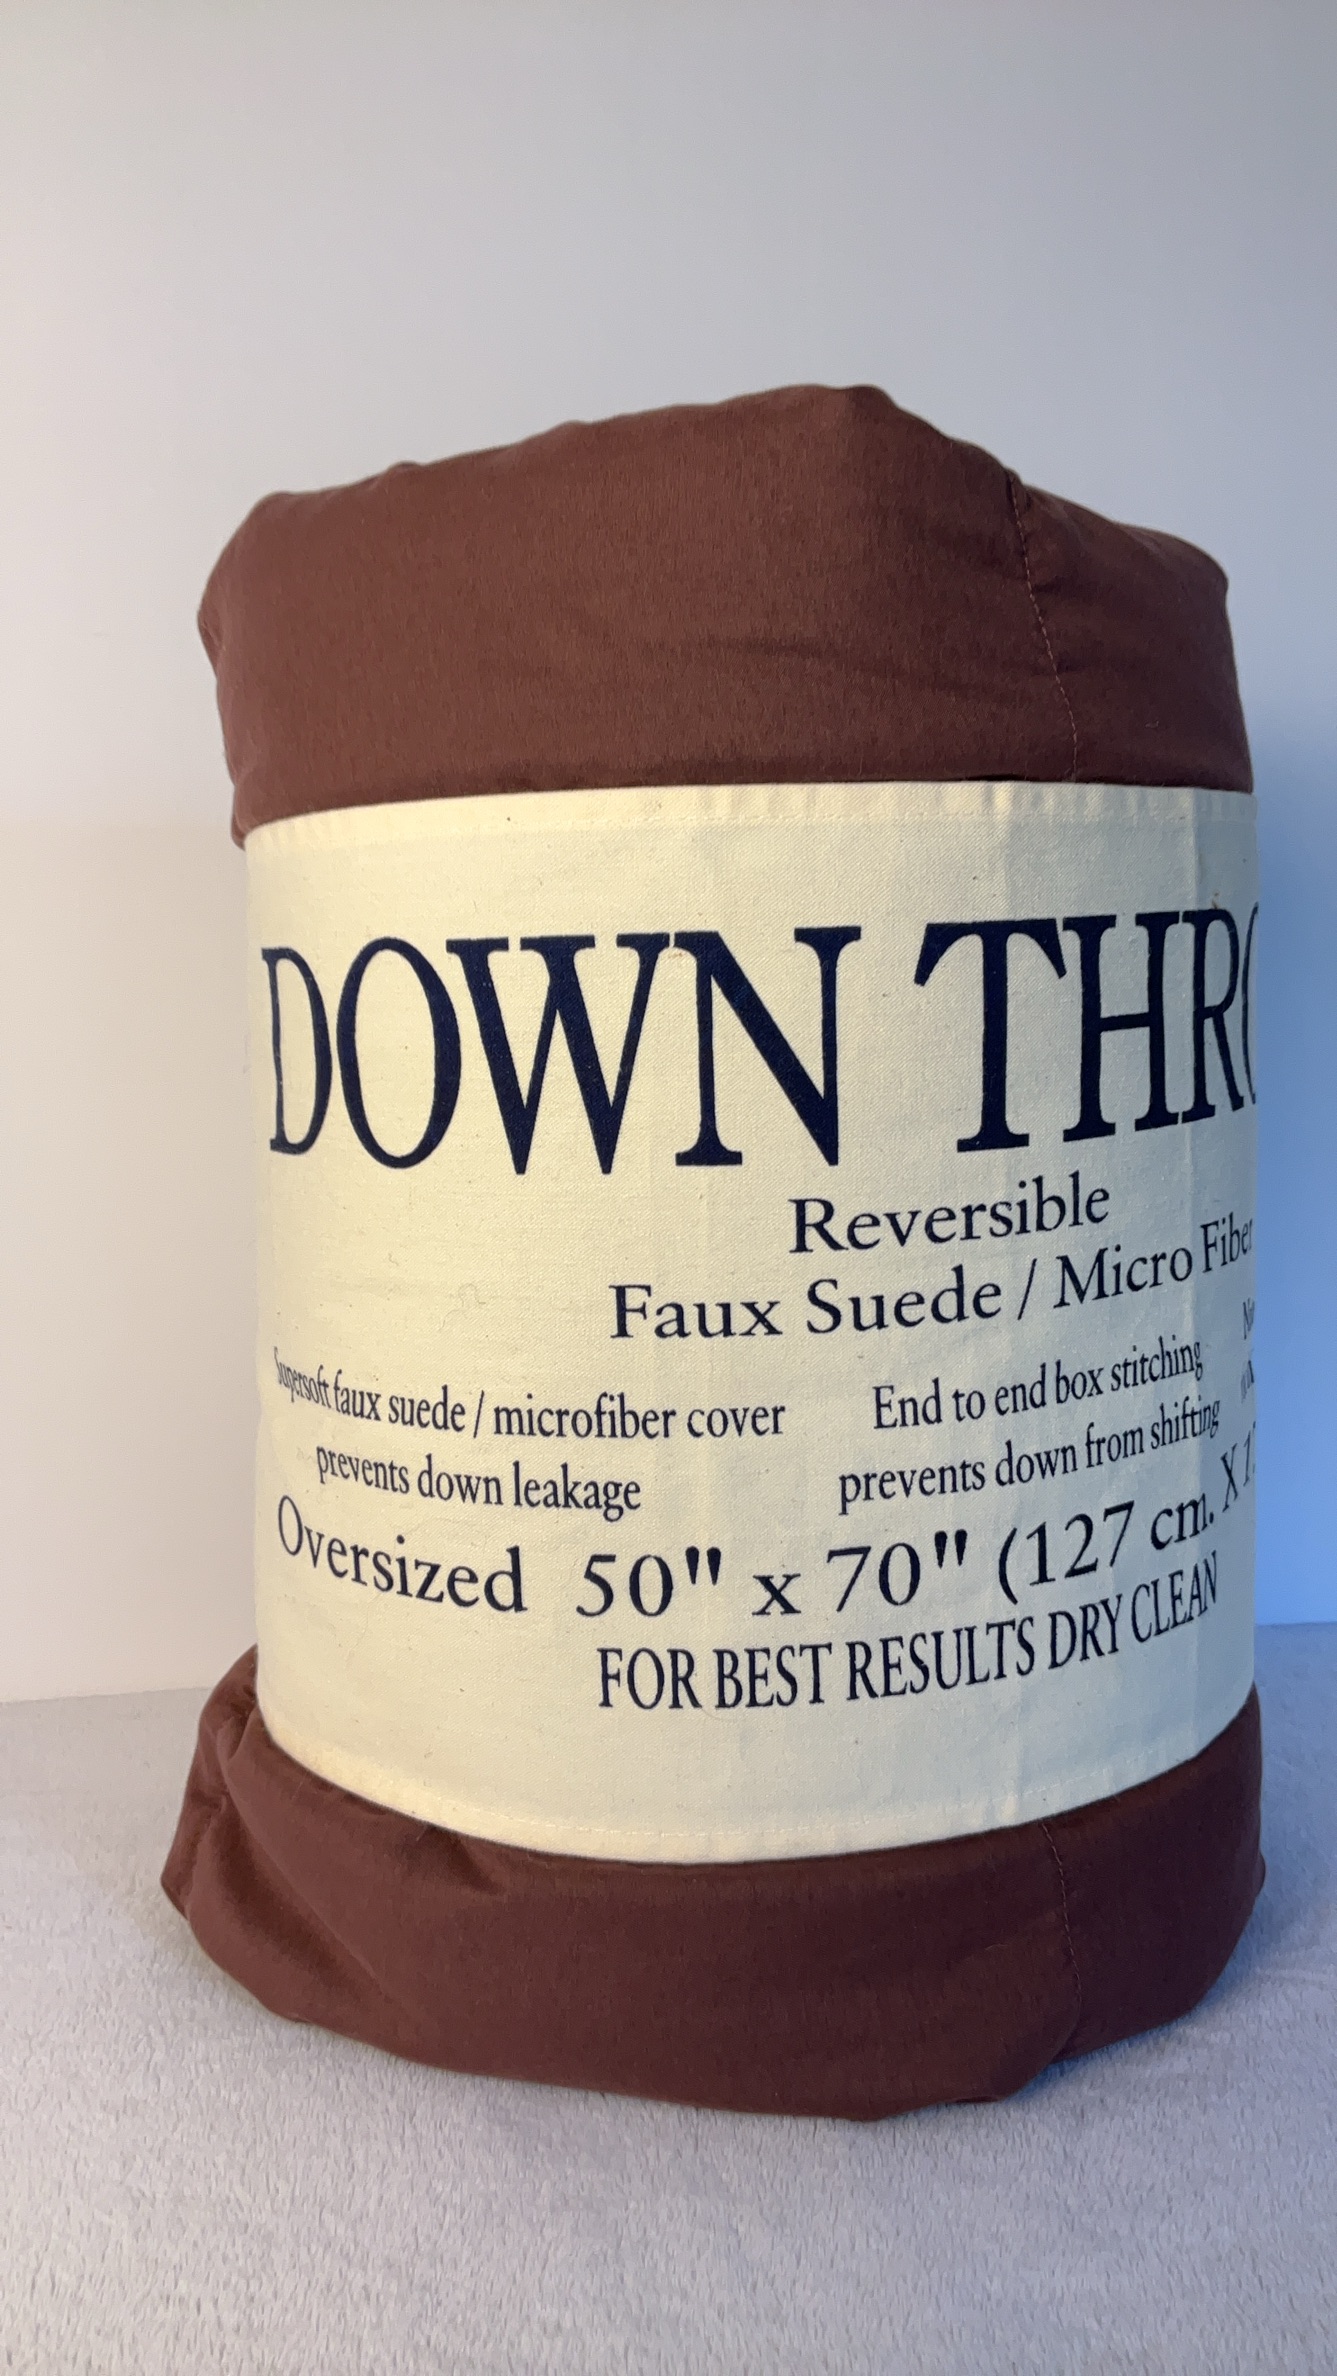 DOWN THRO
Reversible
Faux Suede / Micro Fiber
Supersoft faux suede / microfiber cover
prevents down leakage
End to end box stitching
prevents down from shifting
Oversized 50" x 70" (127 cm. X 1
FOR BEST RESULTS DRY CLEAN